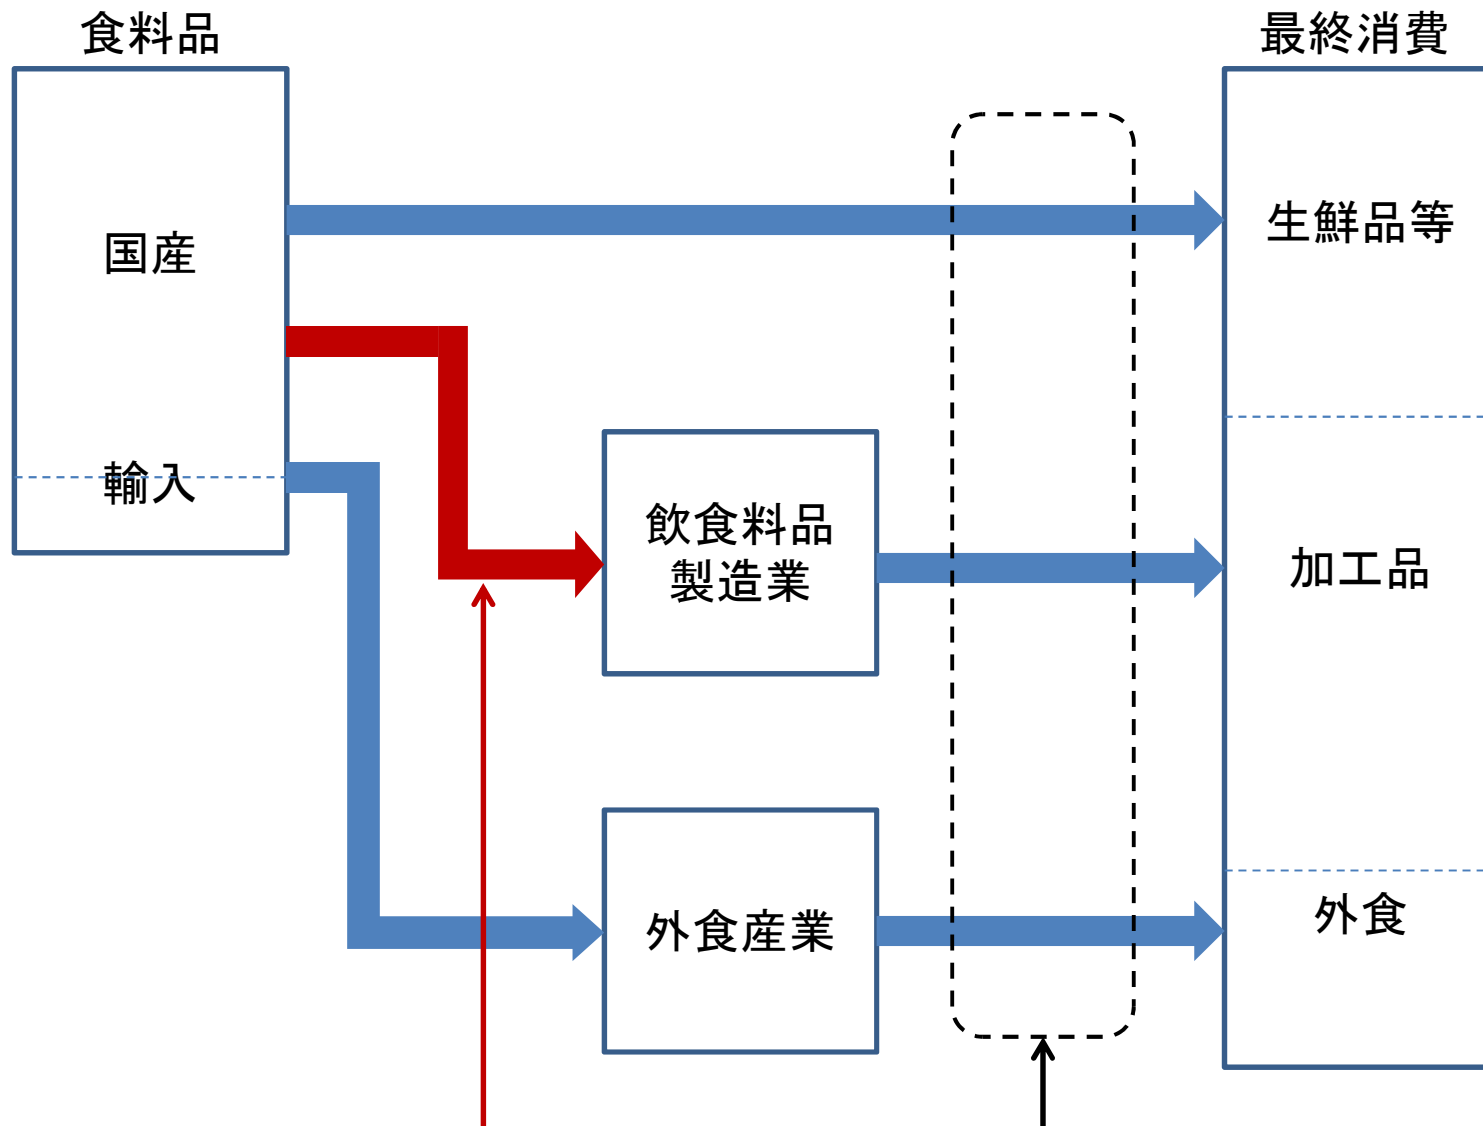 食料品
最終消費
国産
輸入
飲食料品
製造業
外食産業
生鮮品等
加工品
外食